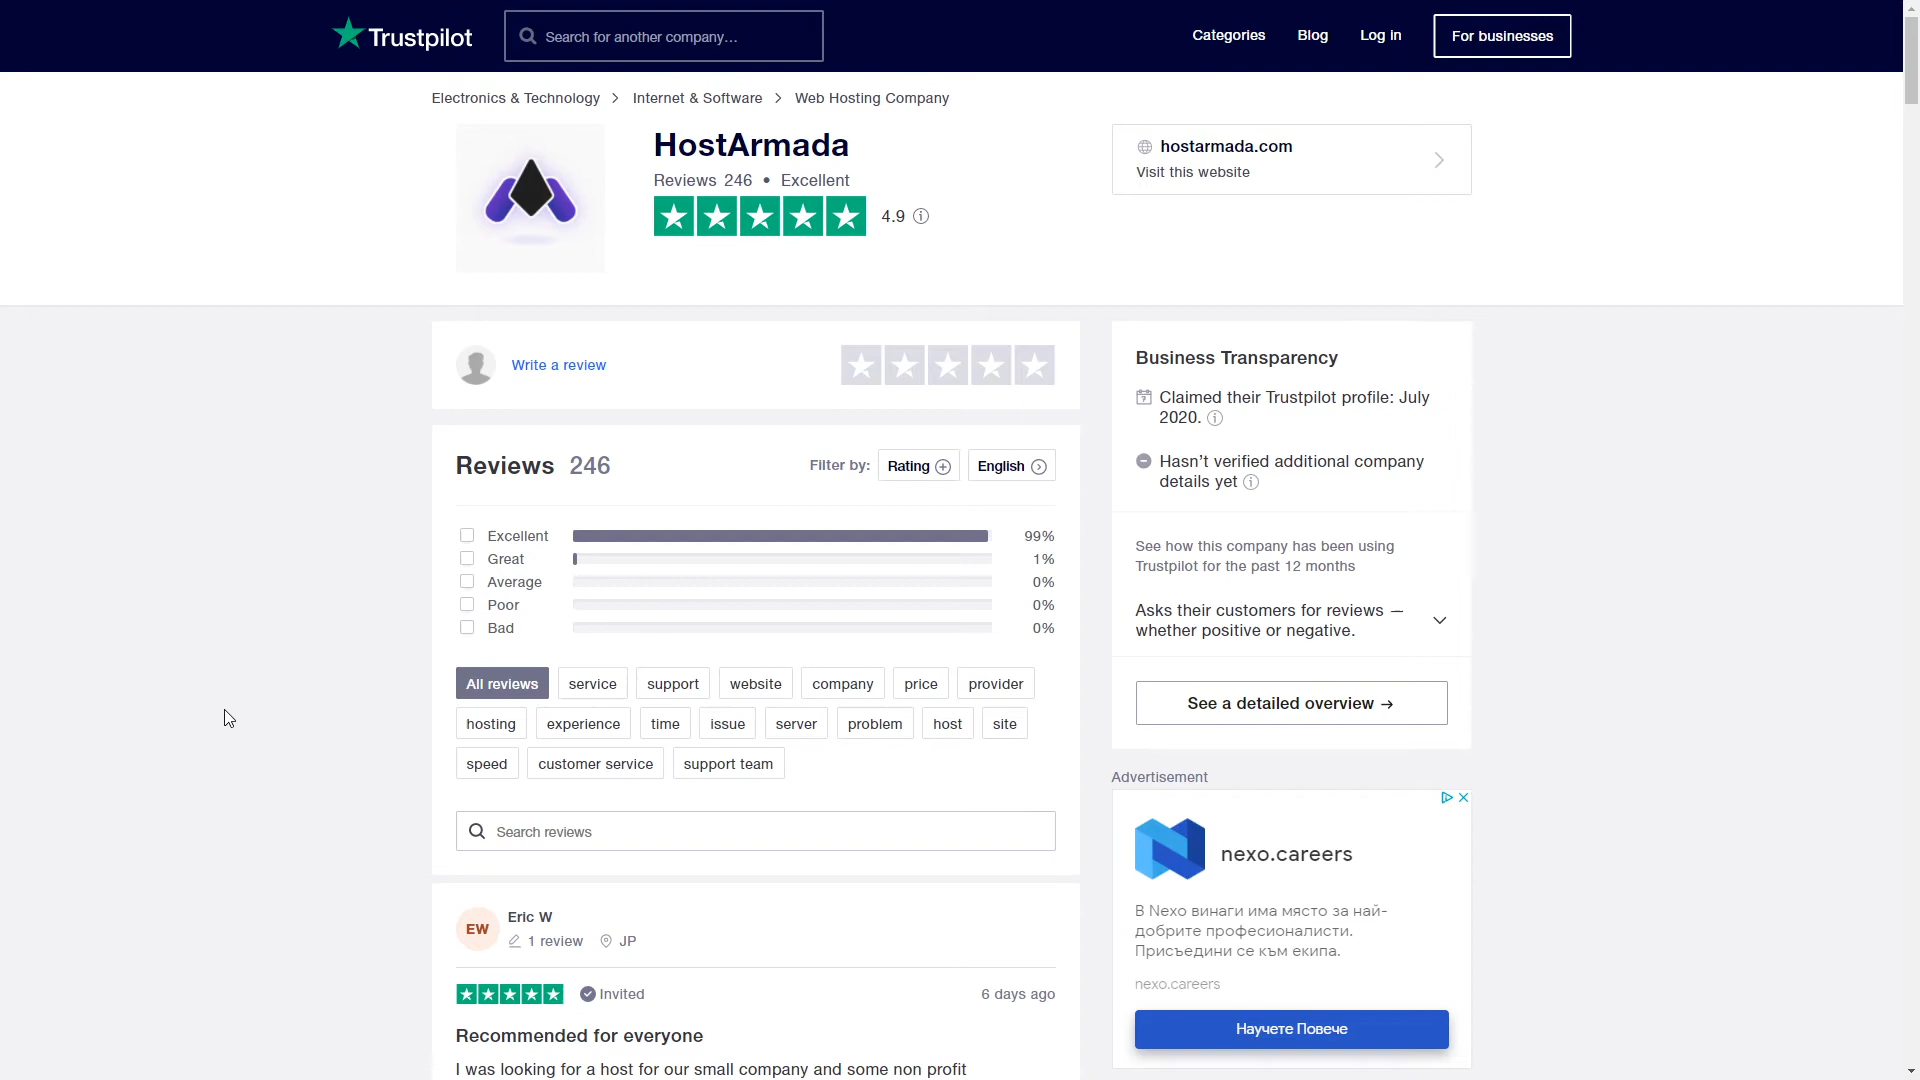 Trustpilot
Search for another company...
Categories
Blog
Log in
For businesses
Electronics & Technology > Internet & Software > Web Hosting Company
HostArmada
Reviews 246 • Excellent
4.9
hostarmada.com
Visit this website
Write a review
Reviews 246
Filter by:
Rating
English
Excellent 99%
Great 1%
Average 0%
Poor 0%
Bad 0%
All reviews service support website company price provider
hosting experience time issue server problem host site
speed customer service support team
Search reviews
EW
Eric W
1 review JP
Invited
6 days ago
Recommended for everyone
I was looking for a host for our small company and some non profit
Business Transparency
Claimed their Trustpilot profile: July
2020.
Hasn't verified additional company
details yet
See how this company has been using
Trustpilot for the past 12 months
Asks their customers for reviews —
whether positive or negative.
See a detailed overview →
Advertisement
nexo.careers
В Nexo винаги има място за най-
добрите професионалисти.
Присъедини се към екипа.
nexo.careers
Научете Повече